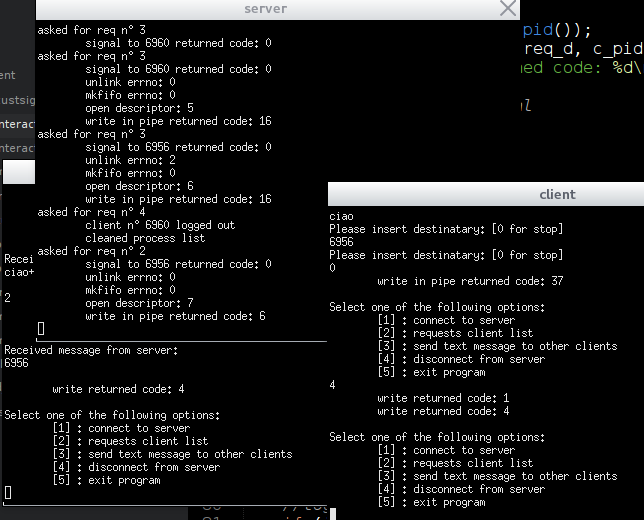 server
asked for req n° 3
signal to 6960 returned code: 0
asked for req n° 3
signal to 6960 returned code: 0
unlink errno: 0
mkfifo errno: 0
open descriptor: 5
write in pipe returned code: 16
asked for req n° 3
signal to 6956 returned code: 0
unlink errno: 2
mkfifo errno: 0
open descriptor: 6
write in pipe returned code: 16
asked for req n° 4
client n° 6960 logged out
cleaned process list
asked for req n° 2
signal to 6956 returned code: 0
unlink errno: 0
mkfifo errno: 0
open descriptor: 7
write in pipe returned code: 6
pid());
req_d, c_pid
ed code: %d\
ent
ustsig
nterac
interac
Recei
ciao+
2
Received message from server:
6956
write returned code: 4
Select one of the following options:
[1] : connect to server
[2] : requests client list
[3] : send text message to other clients
[4] : disconnect from server
[5] : exit program
client
ciao
Please insert destinatary: [0 for stop]
6956
Please insert destinatary: [0 for stop]
0
write in pipe returned code: 37
Select one of the following options:
[1] : connect to server
[2] : requests client list
[3] : send text message to other clients
[4] : disconnect from server
[5] : exit program
4
write returned code: 1
write returned code: 4
Select one of the following options:
[1] : connect to server
[2] : requests client list
[3] : send text message to other clients
[4] : disconnect from server
[5] : exit program